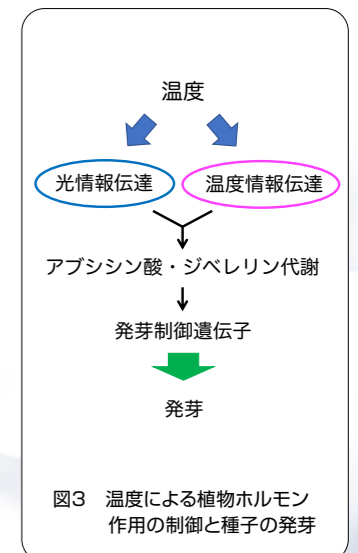 温度
光情報伝達 温度情報伝達
アブシシン酸・ジベレリン代謝
発芽制御遺伝子
発芽
図3 温度による植物ホルモン
作用の制御と種子の発芽